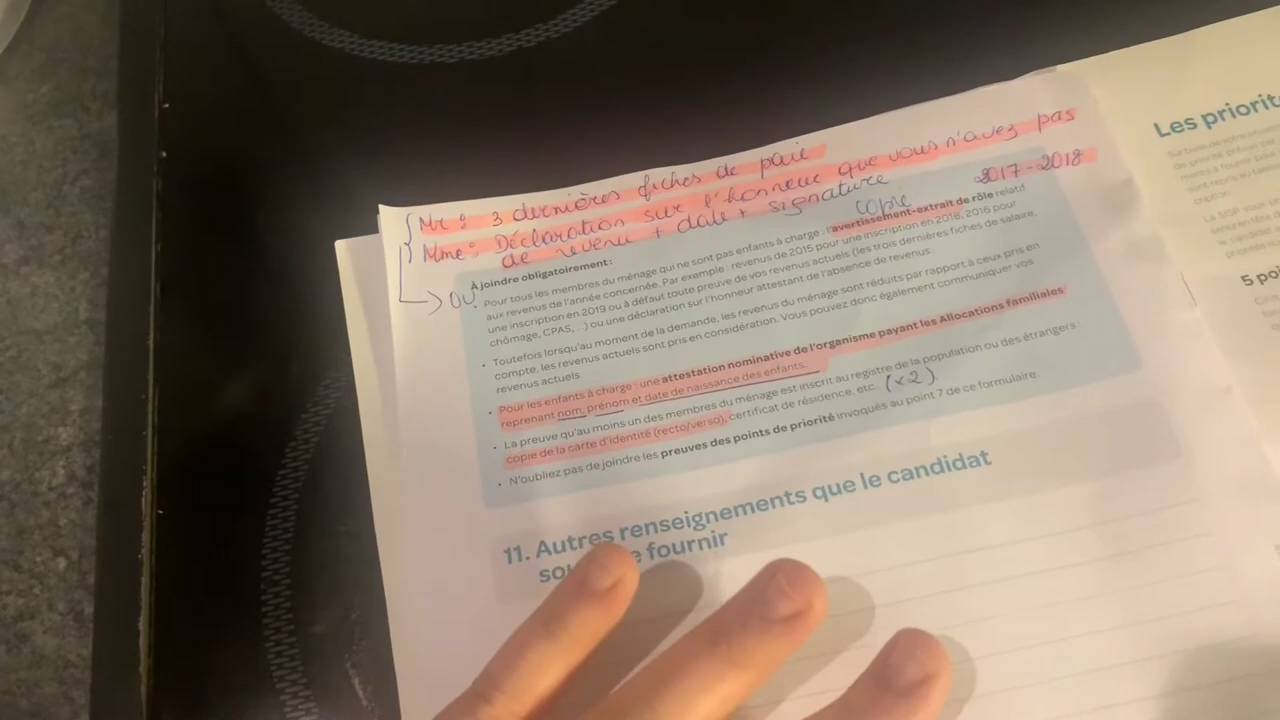 Mr : 3 dernières fiches de paie
Mme : Déclaration sur l'honneur que vous n'avez pas
de revenu + date + signature
copie
2017-2018
OU
À joindre obligatoirement :
Pour tous les membres du ménage qui ne sont pas enfants à charge : l'avertissement-extrait de rôle relatif
aux revenus de l'année concernée. Par exemple : revenus de 2015 pour une inscription en 2018, 2016 pour
une inscription en 2019 ou à défaut toute preuve de vos revenus actuels (les trois dernières fiches de salaire,
chômage, CPAS, ...) ou une déclaration sur l'honneur attestant de l'absence de revenus.
• Toutefois lorsqu'au moment de la demande, les revenus du ménage sont réduits par rapport à ceux pris en
compte, les revenus actuels sont pris en considération. Vous pouvez donc également communiquer vos
revenus actuels.
• Pour les enfants à charge : une attestation nominative de l'organisme payant les Allocations familiales
reprenant nom, prénom et date de naissance des enfants.
• La preuve qu'au moins un des membres du ménage est inscrit au registre de la population ou des étrangers :
copie de la carte d'identité (recto/verso), certificat de résidence, etc. (x2)
• N'oubliez pas de joindre les preuves des points de priorité invoqués au point 7 de ce formulaire
11. Autres renseignements que le candidat
fournir
Les priorit
5 poi